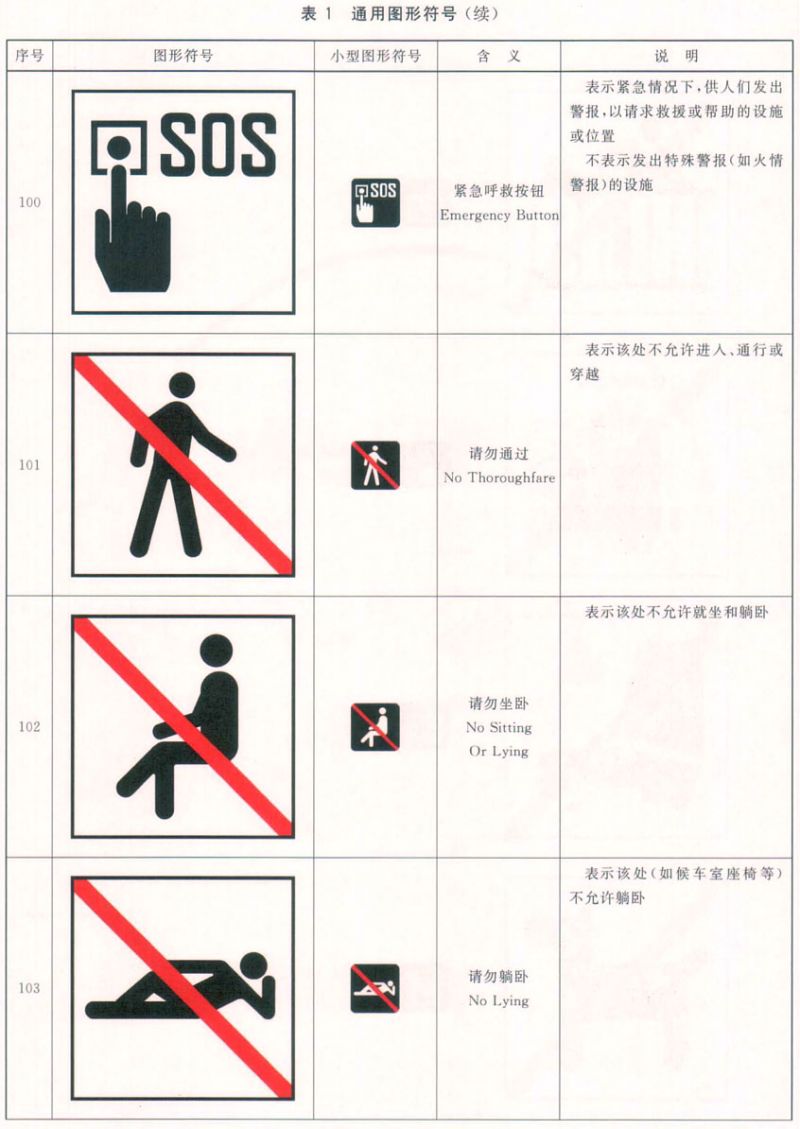 表 1 通用图形符号(续)
序号 图形符号 小型图形符号 含 义 说 明
100
SOS
SOS
紧急呼救按钮
Emergency Button
表示紧急情况下,供人们发出
警报,以请求救援或帮助的设施
或位置
不表示发出特殊警报(如火情
警报)的设施
101
请勿通过
No Thoroughfare
表示该处不允许进入、通行或
穿越
102
请勿坐卧
No Sitting
Or Lying
表示该处不允许就坐和躺卧
103
请勿躺卧
No Lying
表示该处(如候车室座椅等)
不允许躺卧